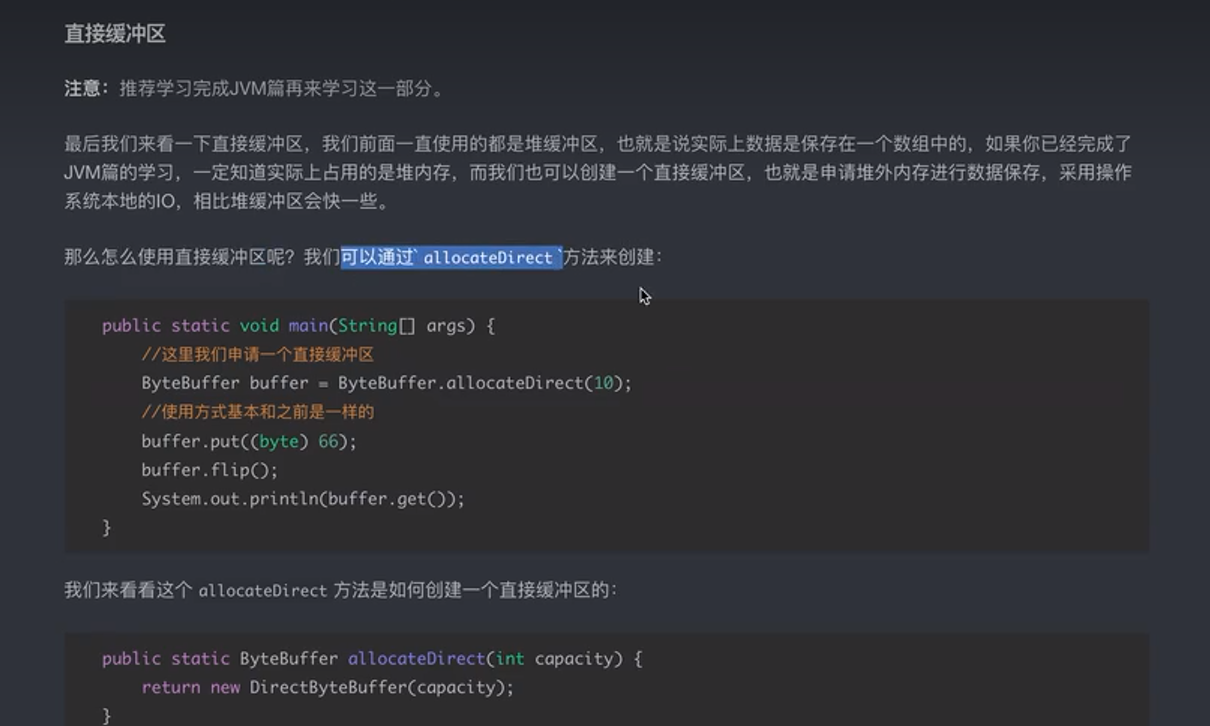 直接缓冲区
注意：推荐学习完成JVM篇再来学习这一部分。
最后我们来看一下直接缓冲区，我们前面一直使用的都是堆缓冲区，也就是说实际上数据是保存在一个数组中的，如果你已经完成了
JVM篇的学习，一定知道实际上占用的是堆内存，而我们也可以创建一个直接缓冲区，也就是申请堆外内存进行数据保存，采用操作
系统本地的IO，相比堆缓冲区会快一些。
那么怎么使用直接缓冲区呢？我们可以通过`allocateDirect`方法来创建：
public static void main(String[] args) {
    //这里我们申请一个直接缓冲区
    ByteBuffer buffer = ByteBuffer.allocateDirect(10);
    //使用方式基本和之前是一样的
    buffer.put((byte) 66);
    buffer.flip();
    System.out.println(buffer.get());
}
我们来看看这个 allocateDirect 方法是如何创建一个直接缓冲区的：
public static ByteBuffer allocateDirect(int capacity) {
    return new DirectByteBuffer(capacity);
}